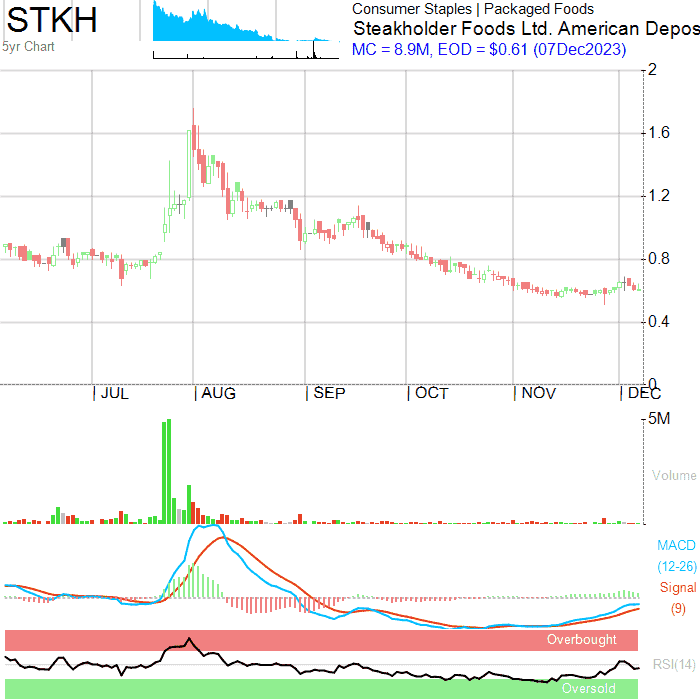 STKH
5yr Chart
Consumer Staples | Packaged Foods
Steakholder Foods Ltd. American Depos
MC = 8.9M, EOD = $0.61 (07Dec2023)
2
1.6
1.2
0.8
0.4
0
JUL AUG SEP OCT NOV DEC
5M
Volume
MACD
(12-26)
Signal
(9)
Overbought
RSI(14)
Oversold